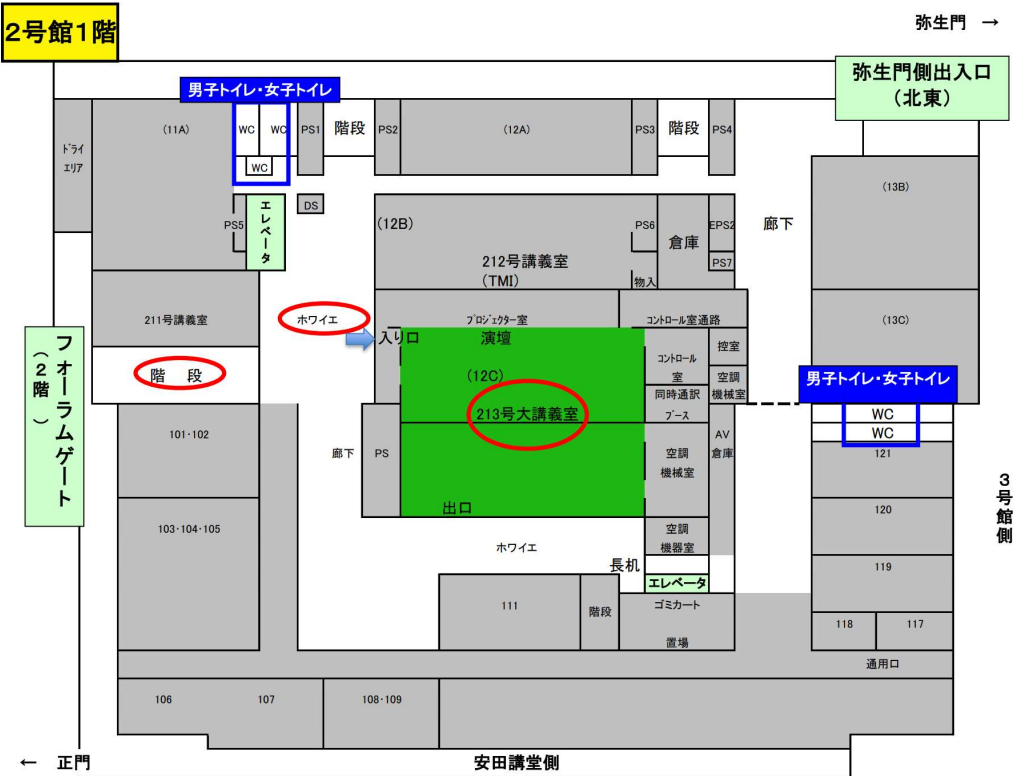 2号館1階
弥生門 →
弥生門側出入口
(北東)
男子トイレ・女子トイレ
ドライ
エリア
(11A)
WC
WC
WC
PS1
階段
PS2
(12A)
PS3
階段
PS4
PS5
エレベータ
DS
(12B)
212号講義室
(TMI)
PS6
物入
倉庫
EPS2
PS7
廊下
(13B)
211号講義室
ホワイエ
入り口
プロジェクター室
演壇
コントロール室通路
(13C)
フォーラムゲート
(2階)
階 段
(12C)
213号大講義室
コントロール
室
控室
空調
機械室
同時通訳
ブース
男子トイレ・女子トイレ
WC
WC
101・102
廊下
PS
空調
機械室
AV
倉庫
121
103・104・105
出口
空調
機器室
120
3号館側
ホワイエ
長机
エレベータ
119
111
階段
ゴミカート
置場
118
117
通用口
106
107
108・109
← 正門
安田講堂側